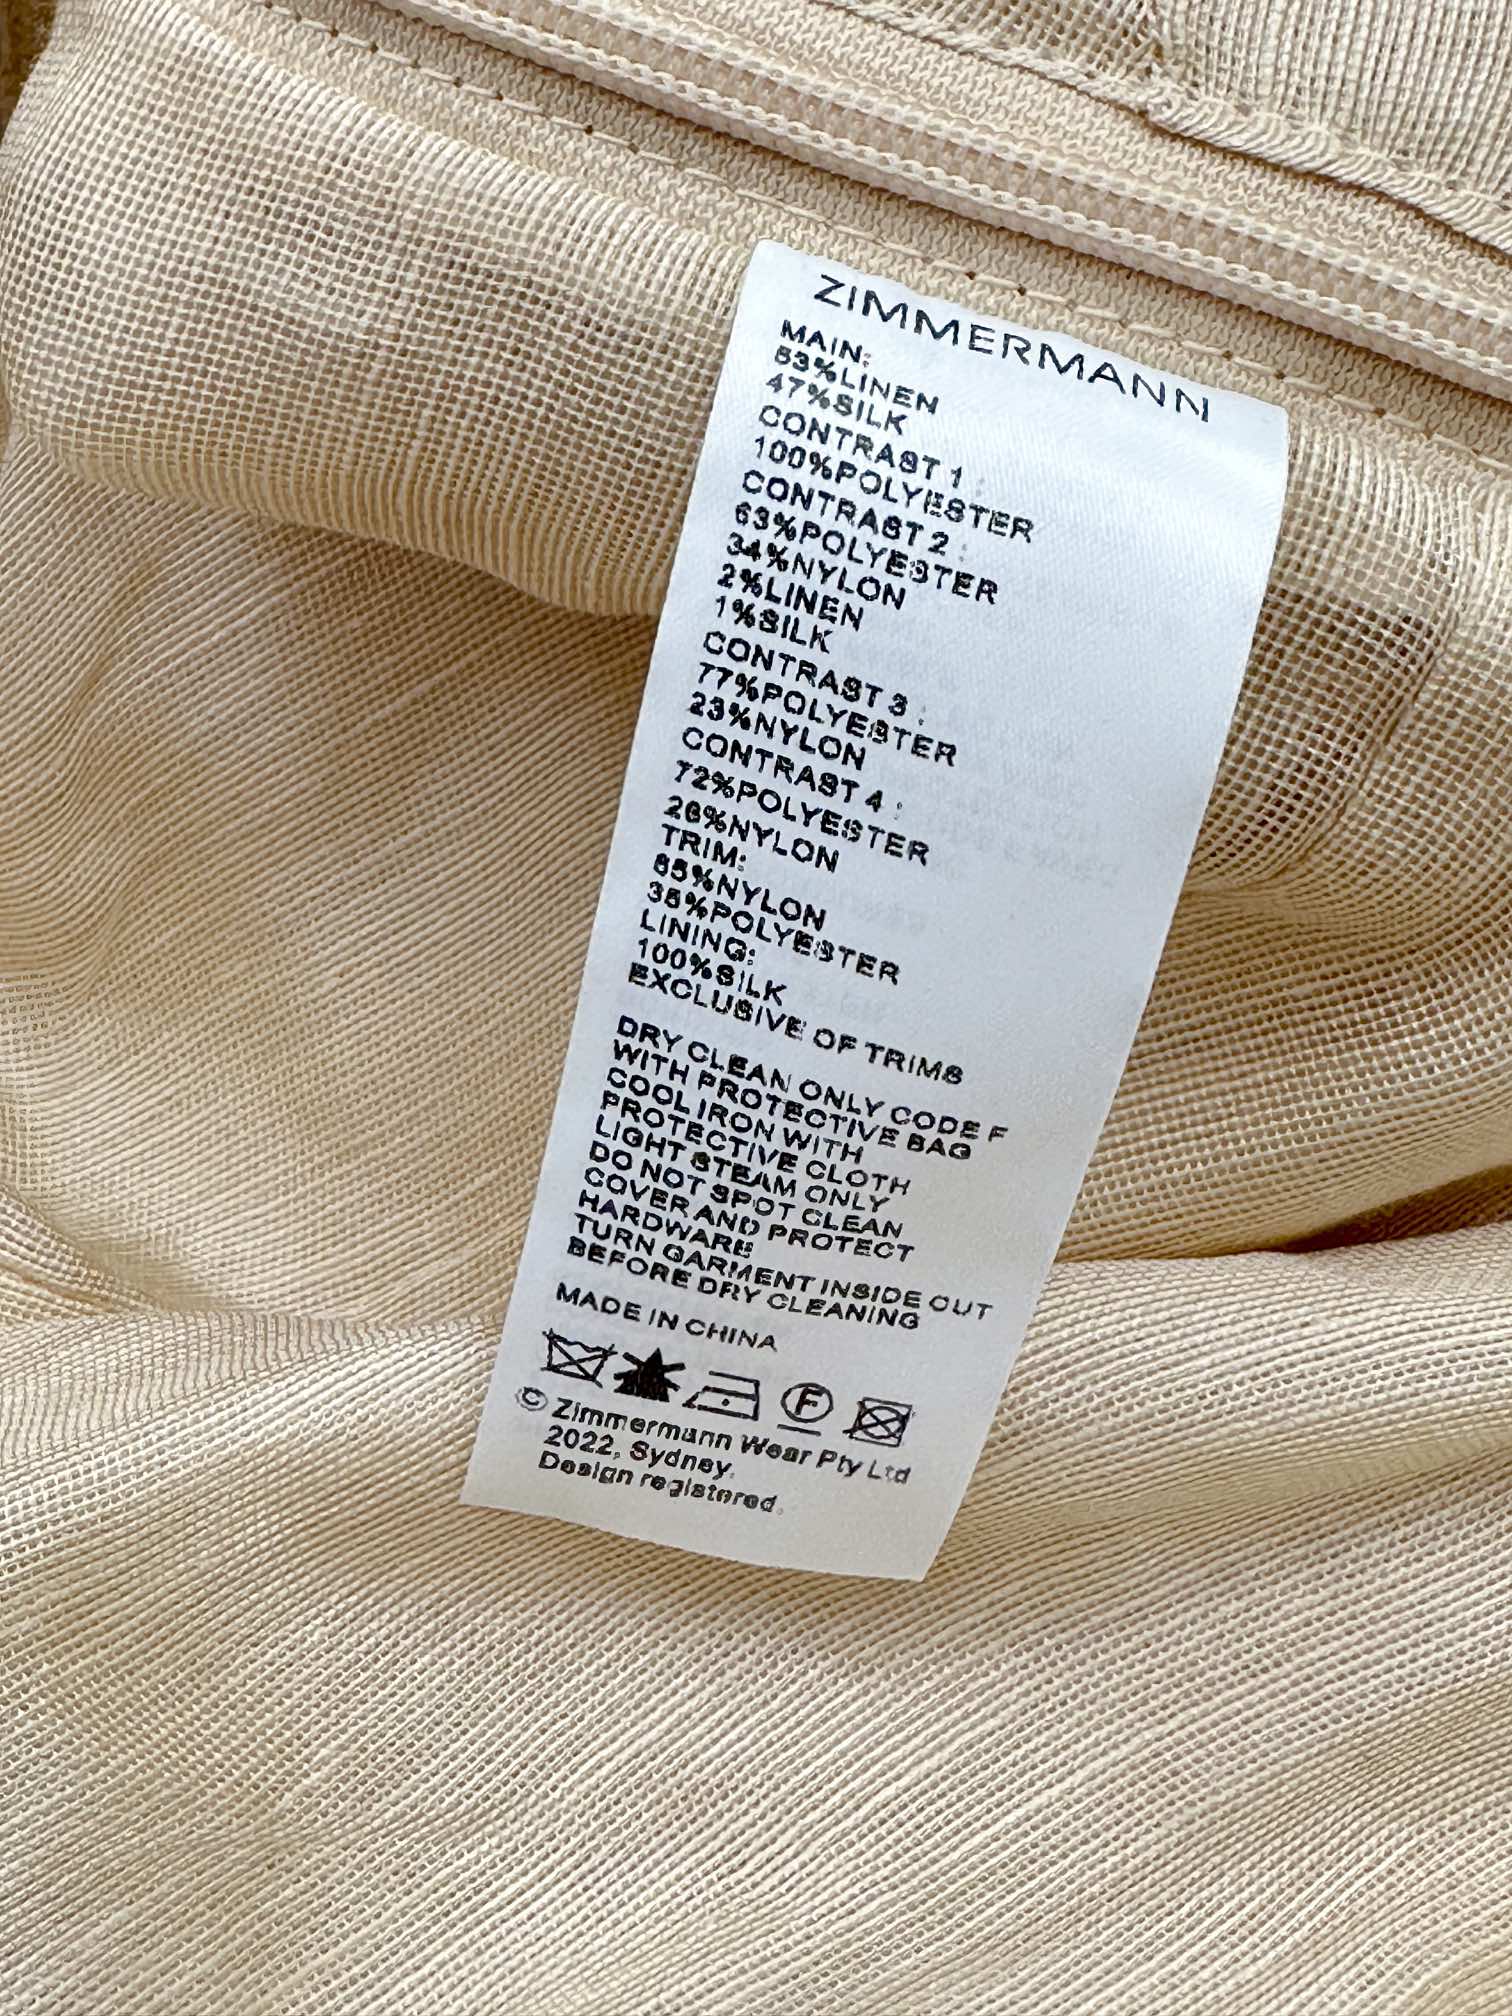 ZIMMERMANN
MAIN:
53%LINEN
47%SILK
CONTRAST 1 :
100%POLYESTER
CONTRAST 2 :
63%POLYESTER
34%NYLON
2%LINEN
1%SILK
CONTRAST 3 :
77%POLYESTER
23%NYLON
CONTRAST 4 :
72%POLYESTER
28%NYLON
TRIM:
65%NYLON
35%POLYESTER
LINING:
100%SILK
EXCLUSIVE OF TRIMS
DRY CLEAN ONLY CODE F
WITH PROTECTIVE BAG
COOL IRON WITH
PROTECTIVE CLOTH
LIGHT STEAM ONLY
DO NOT SPOT CLEAN
COVER AND PROTECT
HARDWARE
TURN GARMENT INSIDE OUT
BEFORE DRY CLEANING
MADE IN CHINA
F
© Zimmermann Wear Pty Ltd
2022, Sydney.
Design registered.